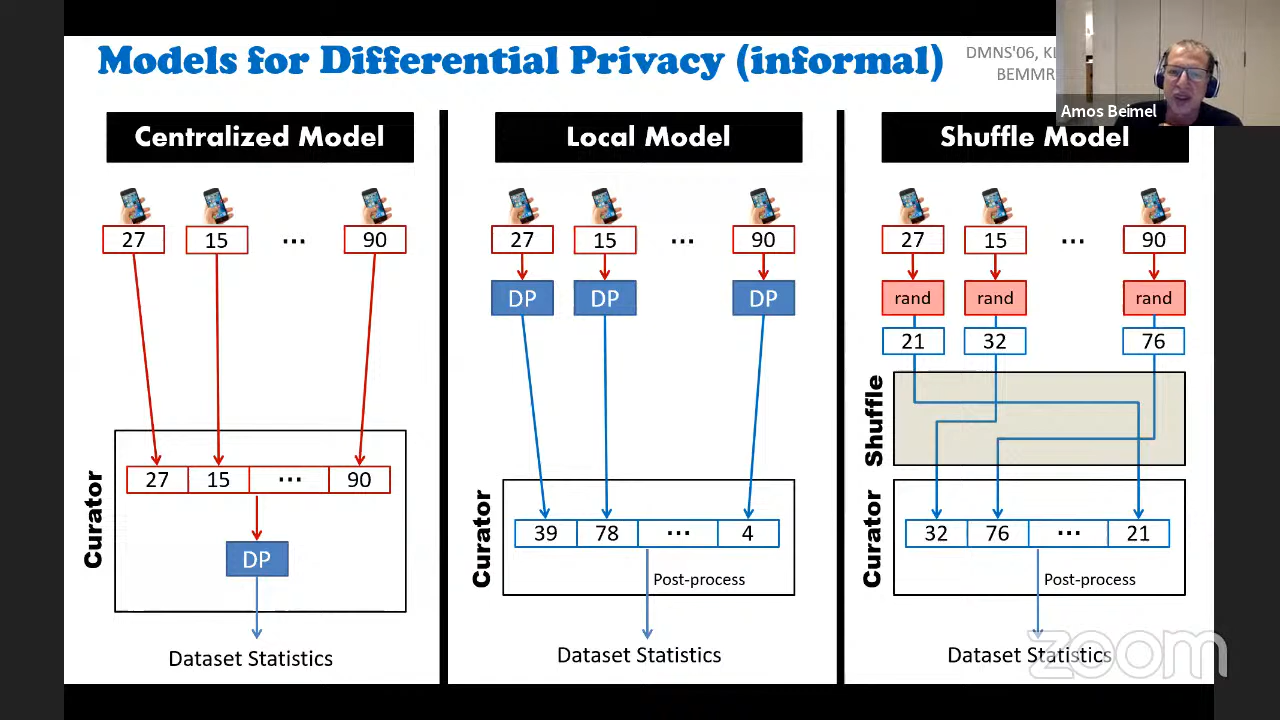 Models for Differential Privacy (informal)
DMNS'06,
Amos Beimel
Centralized Model
27
15
...
90
27
15
...
90
Curator
DP
Dataset Statistics
Local Model
27
15
...
90
DP
DP
DP
Curator
39
78
...
4
Post-process
Dataset Statistics
Shuffle Model
27
15
...
90
rand
rand
rand
21
32
76
Shuffle
Curator
32
76
...
21
Post-process
Dataset Statistics
zoom